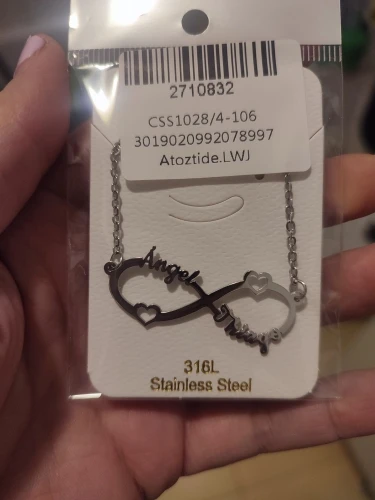 2710832
CSS1028/4-106
3019020992078997
Atoztide.LWJ
Angel
316L
Stainless Steel